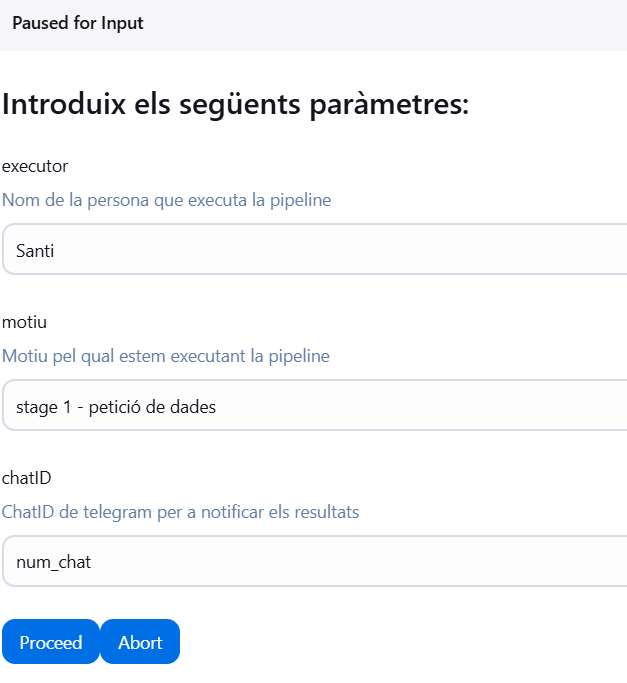 Paused for Input
Introduix els següents paràmetres:
executor
Nom de la persona que executa la pipeline
Santi
motiu
Motiu pel qual estem executant la pipeline
stage 1 - petició de dades
chatID
ChatID de telegram per a notificar els resultats
num_chat
Proceed Abort